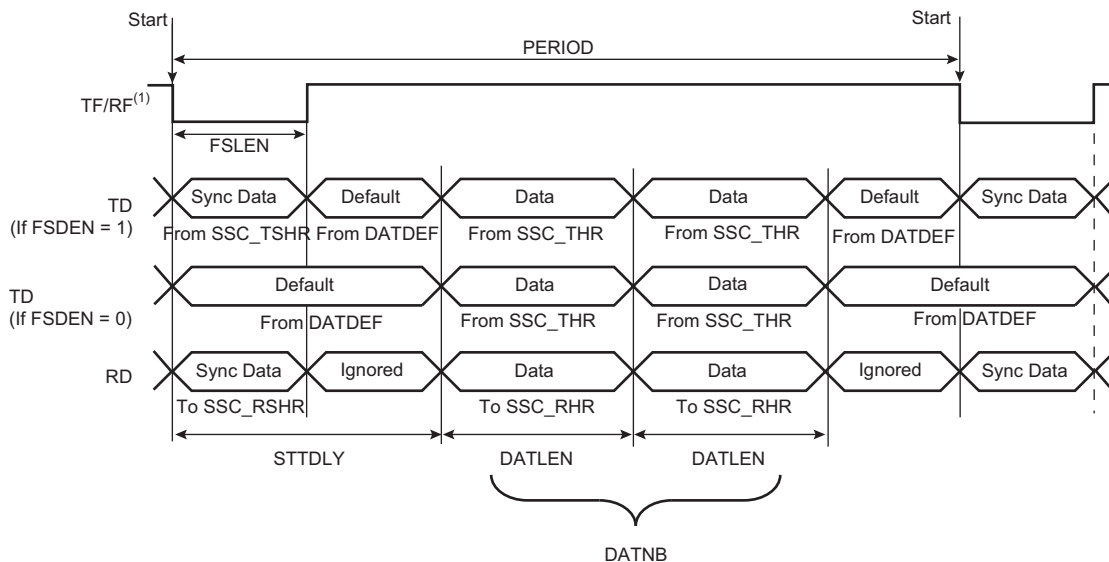 Start
Start
PERIOD
TF/RF(1)
FSLEN
TD
(If FSDEN = 1)
Sync Data
Default
Data
Data
Default
Sync Data
From SSC_TSHR
From DATDEF
From SSC_THR
From SSC_THR
From DATDEF
TD
(If FSDEN = 0)
Default
Data
Data
Default
From DATDEF
From SSC_THR
From SSC_THR
From DATDEF
RD
Sync Data
Ignored
Data
Data
Ignored
Sync Data
To SSC_RSHR
To SSC_RHR
To SSC_RHR
STTDLY
DATLEN
DATLEN
DATNB